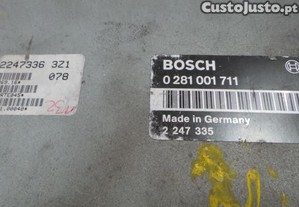 CustoJusto.pt
2247336 3Z1
078
BOSCH
0 281 001 711
Made in Germany
2 247 335